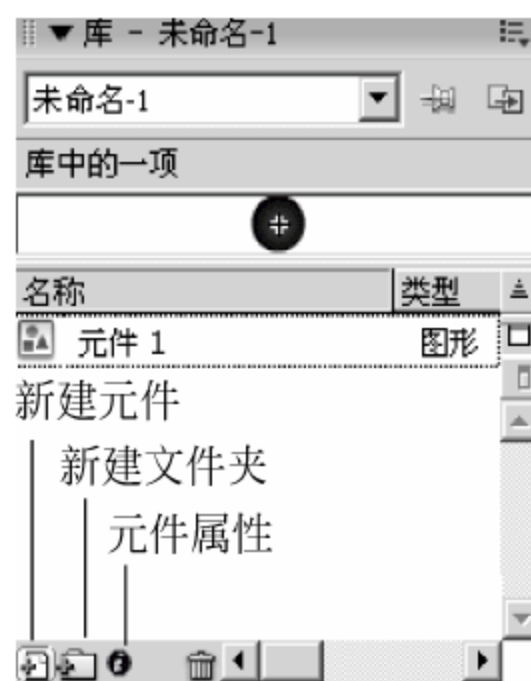 库 - 未命名-1
未命名-1
库中的一项
名称 类型
元件 1 图形
新建元件
新建文件夹
元件属性